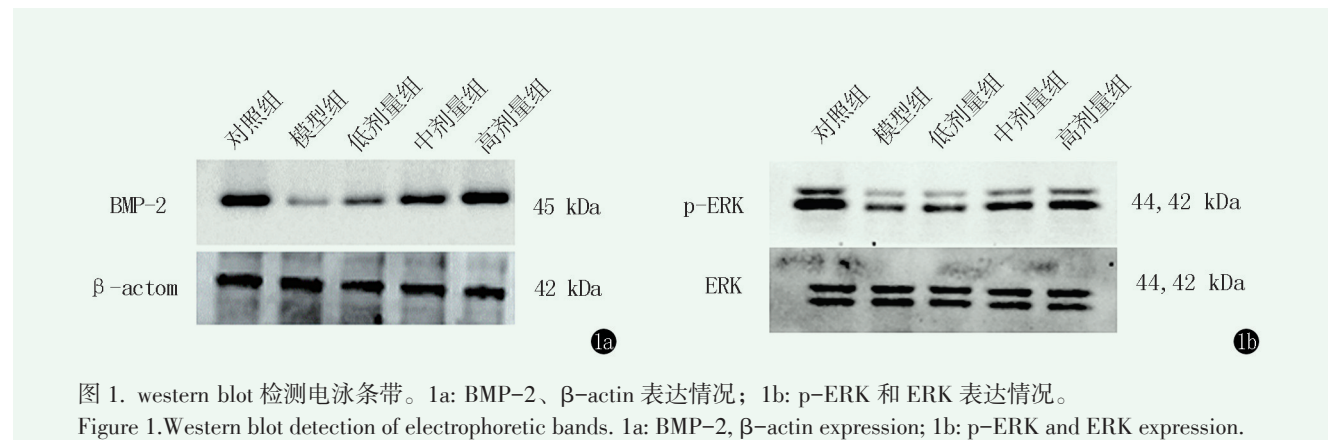 对照组 模型组 低剂量组 中剂量组 高剂量组
BMP-2 45 kDa
β-actom 42 kDa
1a
对照组 模型组 低剂量组 中剂量组 高剂量组
p-ERK 44,42 kDa
ERK 44,42 kDa
1b
图 1. western blot 检测电泳条带。1a: BMP-2、β-actin 表达情况；1b: p-ERK 和 ERK 表达情况。
Figure 1.Western blot detection of electrophoretic bands. 1a: BMP-2, β-actin expression; 1b: p-ERK and ERK expression.